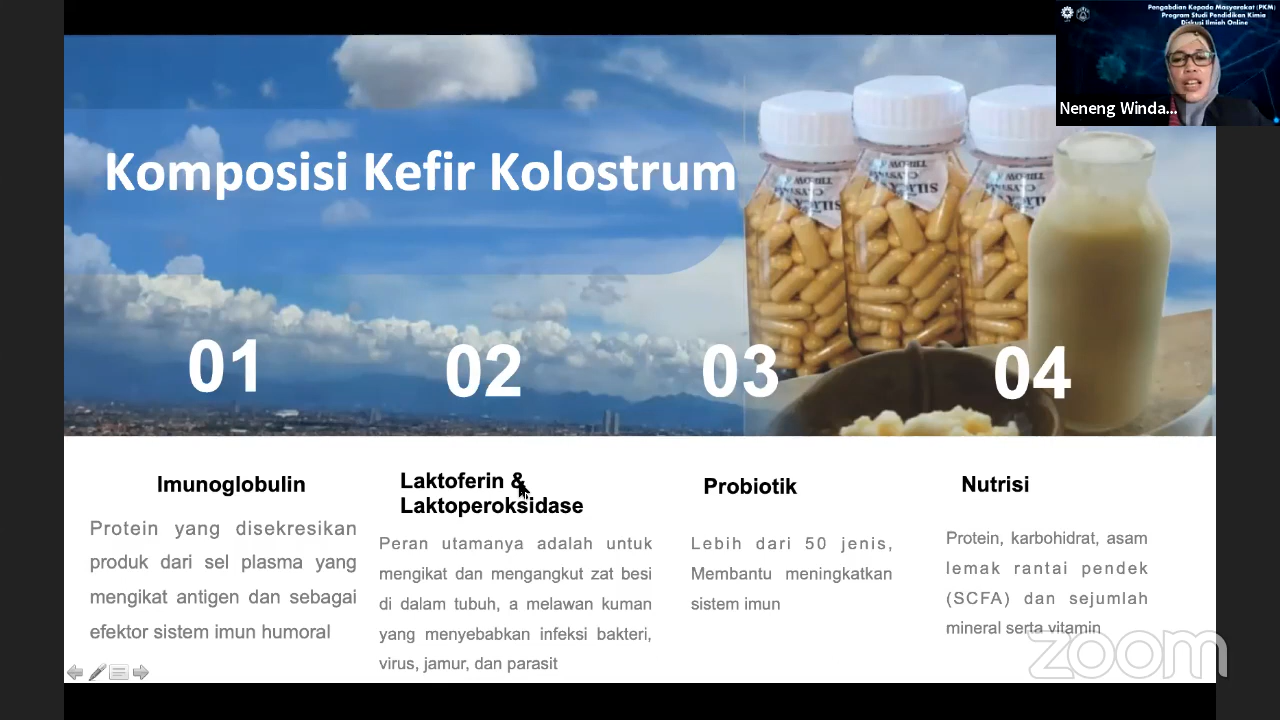 Pengabdian Kepada Masyarakat (PKM)
Program Studi Pendidikan Kimia
Diskusi Ilmiah Online
Neneng Winda...
Komposisi Kefir Kolostrum
01
02
03
04
Imunoglobulin
Protein yang disekresikan
produk dari sel plasma yang
mengikat antigen dan sebagai
efektor sistem imun humoral
Laktoferin &
Laktoperoksidase
Peran utamanya adalah untuk
mengikat dan mengangkut zat besi
di dalam tubuh, a melawan kuman
yang menyebabkan infeksi bakteri,
virus, jamur, dan parasit
Probiotik
Lebih dari 50 jenis,
Membantu meningkatkan
sistem imun
Nutrisi
Protein, karbohidrat, asam
lemak rantai pendek
(SCFA) dan sejumlah
mineral serta vitamin
zoom